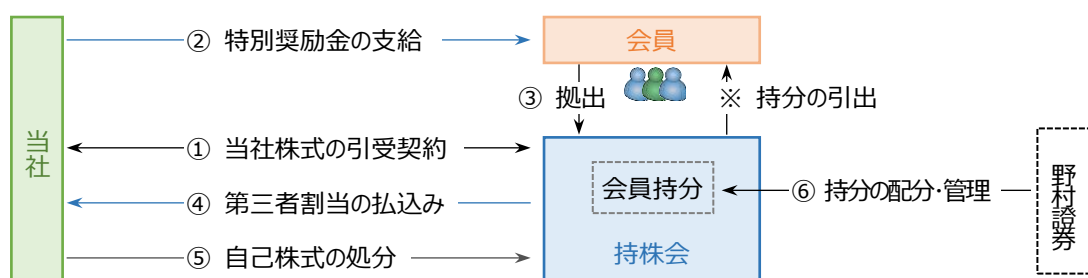 ② 特別奨励金の支給
会員
③ 拠出
※ 持分の引出
当社
① 当社株式の引受契約
会員持分
⑥ 持分の配分・管理
野村證券
④ 第三者割当の払込み
⑤ 自己株式の処分
持株会